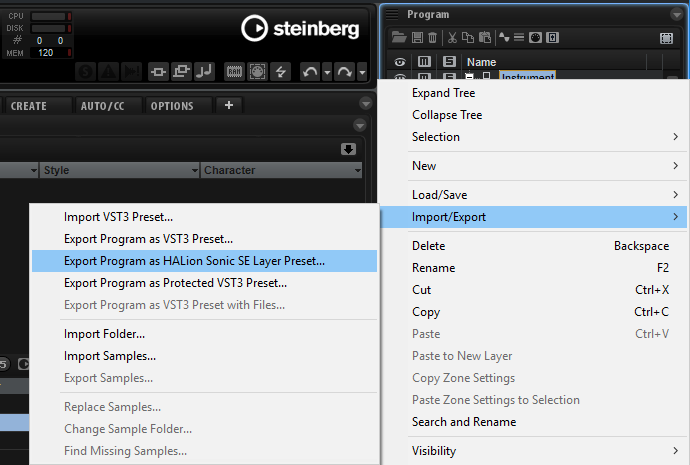 CPU
DISK
# 0 0
MEM 120
steinberg
Program
M S Name
M S Instrument
CREATE AUTO/CC OPTIONS +
Style Character
Expand Tree
Collapse Tree
Selection
New
Load/Save
Import/Export
Delete Backspace
Rename F2
Cut Ctrl+X
Copy Ctrl+C
Paste Ctrl+V
Paste to New Layer
Copy Zone Settings
Paste Zone Settings to Selection
Search and Rename
Visibility
Import VST3 Preset...
Export Program as VST3 Preset...
Export Program as HALion Sonic SE Layer Preset...
Export Program as Protected VST3 Preset...
Export Program as VST3 Preset with Files...
Import Folder...
Import Samples...
Export Samples...
Replace Samples...
Change Sample Folder...
Find Missing Samples...